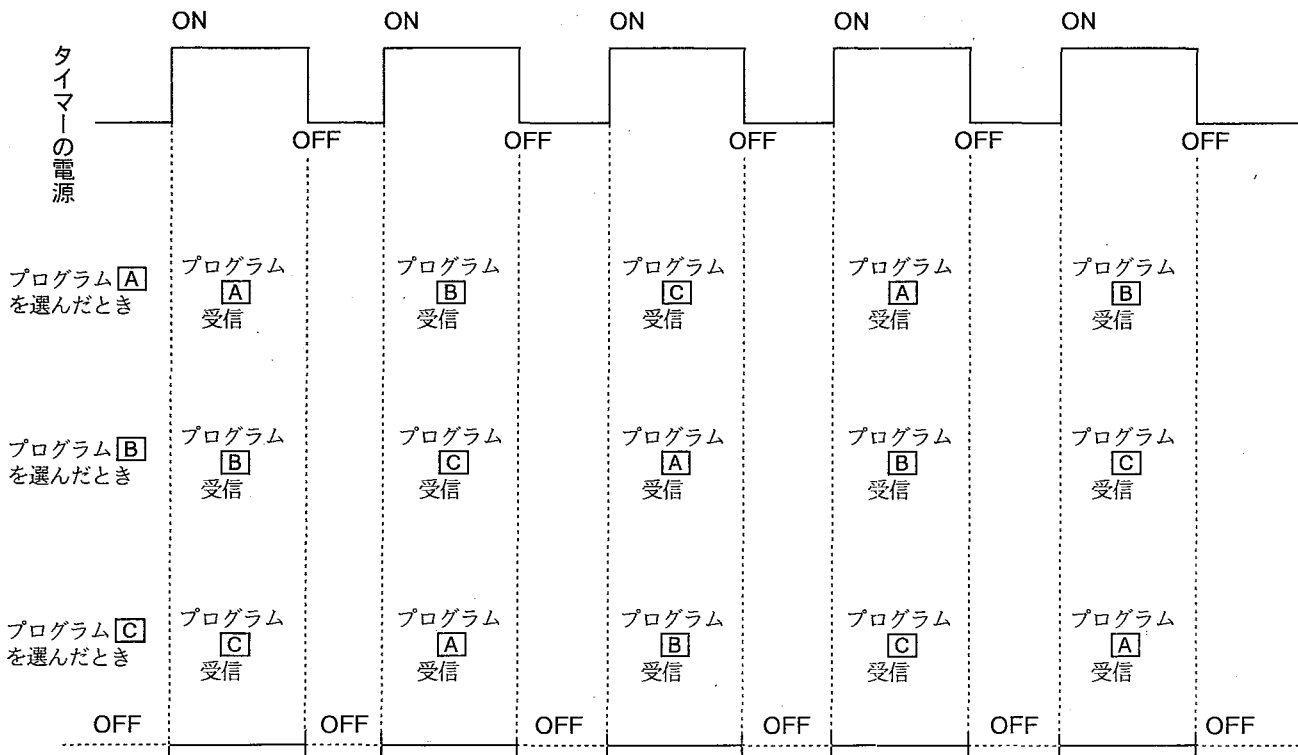 ON ON ON ON ON
タイマーの電源
OFF OFF OFF OFF OFF
プログラム A を選んだとき
プログラム A 受信
プログラム B 受信
プログラム C 受信
プログラム A 受信
プログラム B 受信
プログラム B を選んだとき
プログラム B 受信
プログラム C 受信
プログラム A 受信
プログラム B 受信
プログラム C 受信
プログラム C を選んだとき
プログラム C 受信
プログラム A 受信
プログラム B 受信
プログラム C 受信
プログラム A 受信
OFF OFF OFF OFF OFF OFF